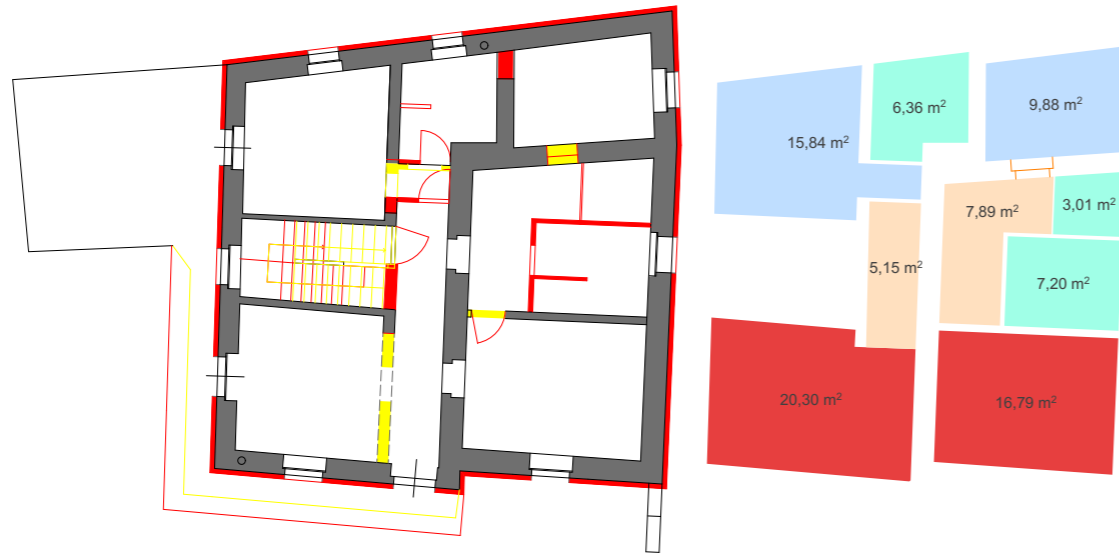 6,36 m²
9,88 m²
15,84 m²
3,01 m²
7,89 m²
5,15 m²
7,20 m²
20,30 m²
16,79 m²